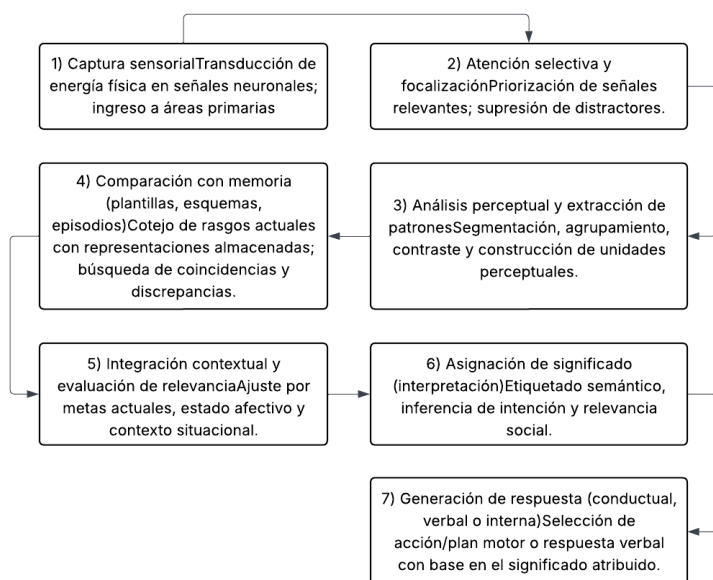 1) Captura sensorialTransducción de
energía física en señales neuronales;
ingreso a áreas primarias
2) Atención selectiva y
focalizaciónPriorización de señales
relevantes; supresión de distractores.
3) Análisis perceptual y extracción de
patronesSegmentación, agrupamiento,
contraste y construcción de unidades
perceptuales.
4) Comparación con memoria
(plantillas, esquemas,
episodios)Cotejo de rasgos actuales
con representaciones almacenadas;
búsqueda de coincidencias y
discrepancias.
5) Integración contextual y
evaluación de relevanciaAjuste por
metas actuales, estado afectivo y
contexto situacional.
6) Asignación de significado
(interpretación)Etiquetado semántico,
inferencia de intención y relevancia
social.
7) Generación de respuesta (conductual,
verbal o interna)Selección de
acción/plan motor o respuesta verbal
con base en el significado atribuido.